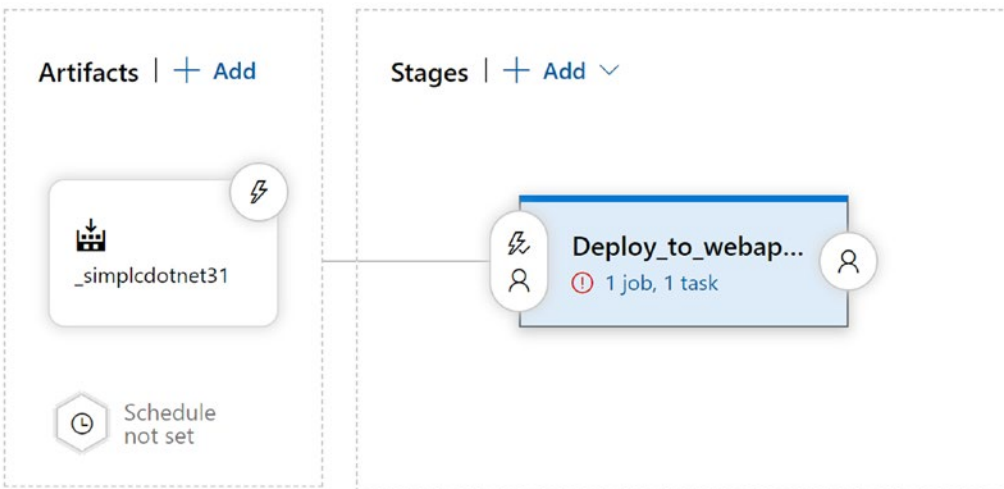 Artifacts | + Add
Stages | + Add
_simplcdotnet31
Deploy_to_webap...
1 job, 1 task
Schedule
not set